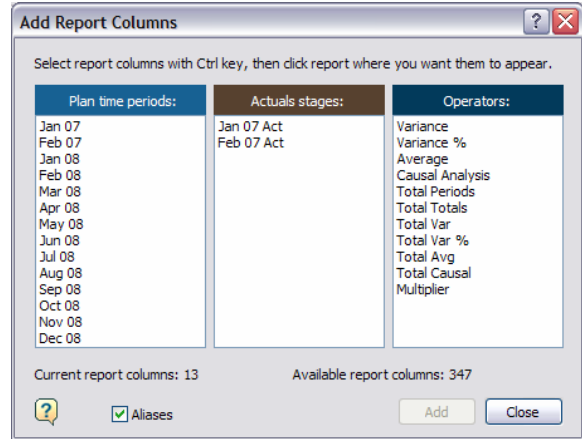 Add Report Columns
?
Select report columns with Ctrl key, then click report where you want them to appear.
Plan time periods:
Jan 07
Feb 07
Jan 08
Feb 08
Mar 08
Apr 08
May 08
Jun 08
Jul 08
Aug 08
Sep 08
Oct 08
Nov 08
Dec 08
Actuals stages:
Jan 07 Act
Feb 07 Act
Operators:
Variance
Variance %
Average
Causal Analysis
Total Periods
Total Totals
Total Var
Total Var %
Total Avg
Total Causal
Multiplier
Current report columns: 13
Available report columns: 347
?
Aliases
Add
Close